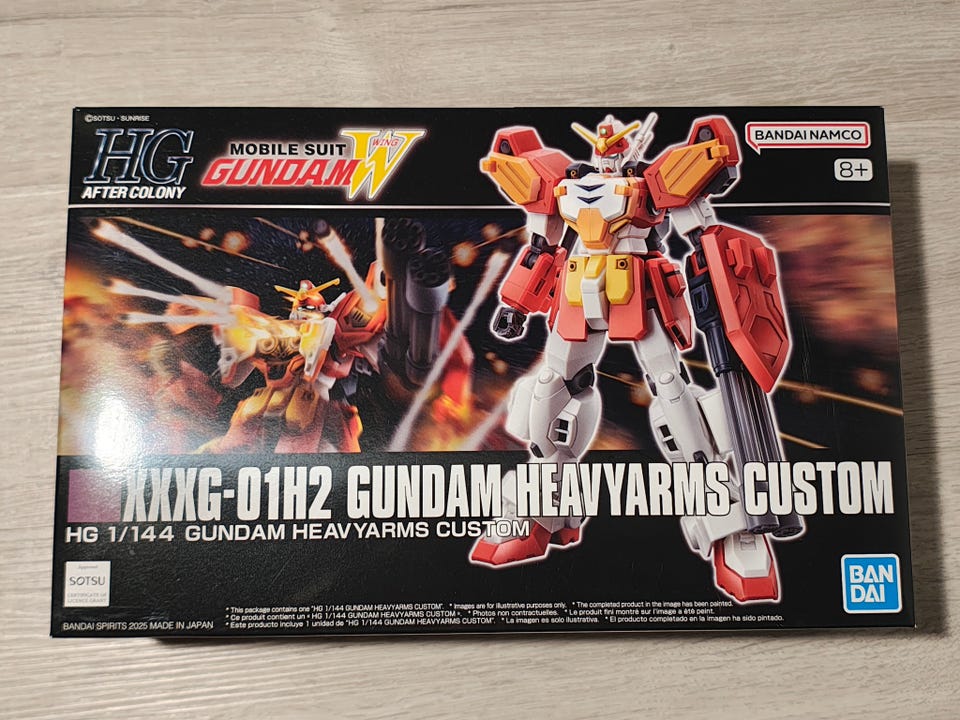 ©SOTSU・SUNRISE
HG
AFTER COLONY
MOBILE SUIT
GUNDAM W
WING
BANDAI NAMCO
8+
XXXG-01H2 GUNDAM HEAVYARMS CUSTOM
HG 1/144 GUNDAM HEAVYARMS CUSTOM
Approved
SOTSU
CERTIFICATE OF
LICENCE GRANT
BANDAI SPIRITS 2025 MADE IN JAPAN
* This package contains one "HG 1/144 GUNDAM HEAVYARMS CUSTOM". * Images are for illustrative purposes only. * The completed product in the image has been painted.
* Ce produit contient un « HG 1/144 GUNDAM HEAVYARMS CUSTOM ». * Photos non contractuelles. * Le produit fini montré sur l'image a été peint.
* Este producto incluye 1 unidad de "HG 1/144 GUNDAM HEAVYARMS CUSTOM". * La imagen es solo ilustrativa. * El producto completado en la imagen ha sido pintado.
BAN
DAI